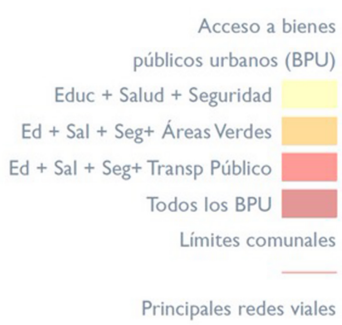 Acceso a bienes
públicos urbanos (BPU)
Educ + Salud + Seguridad
Ed + Sal + Seg+ Áreas Verdes
Ed + Sal + Seg+ Transp Público
Todos los BPU
Límites comunales
Principales redes viales